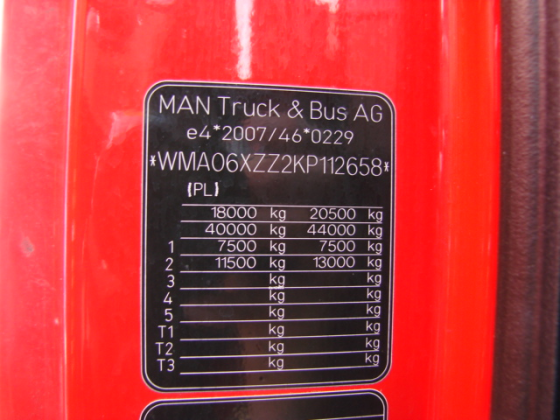 MAN Truck & Bus AG
e4*2007/46*0229
*WMA06XZZ2KP112658*
(PL)
18000 kg 20500 kg
40000 kg 44000 kg
1 7500 kg 7500 kg
2 11500 kg 13000 kg
3 kg kg
4 kg kg
5 kg kg
T1 kg kg
T2 kg kg
T3 kg kg